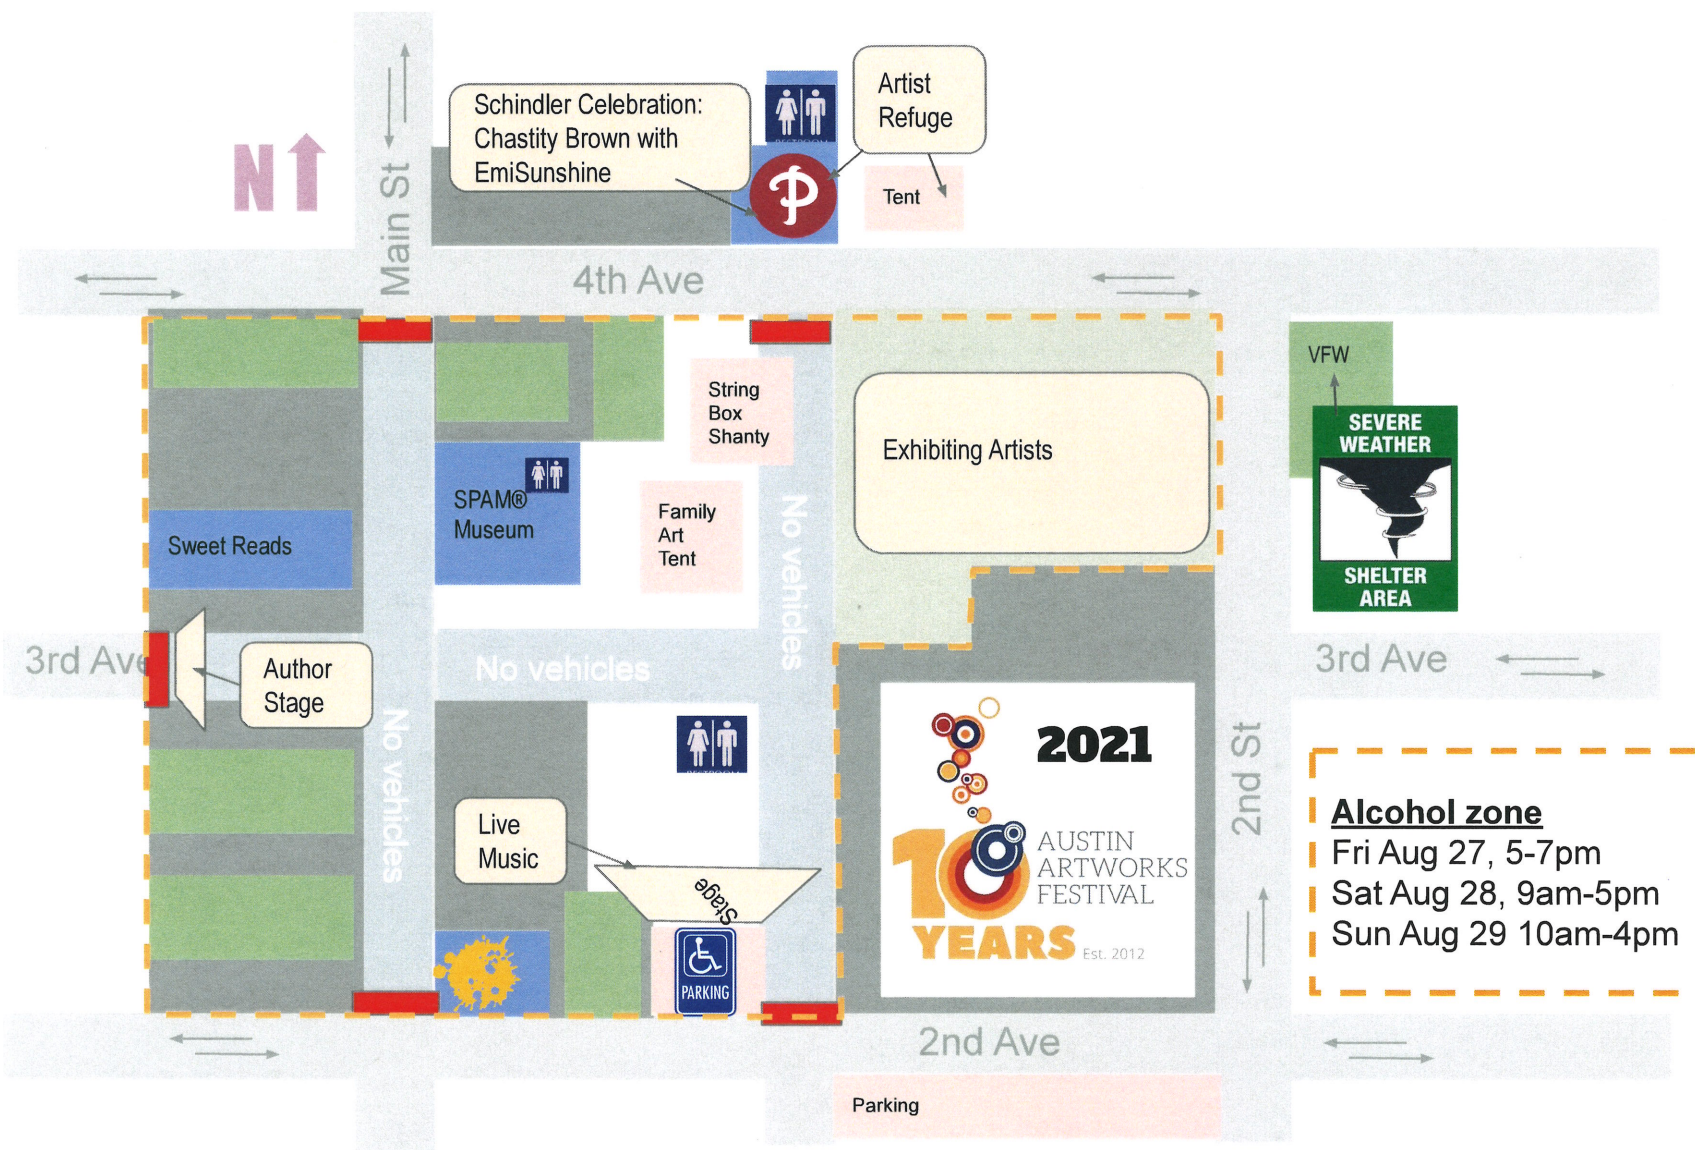 Schindler Celebration:
Chastity Brown with
EmiSunshine
Artist
Refuge
P
Tent
N
Main St
4th Ave
String
Box
Shanty
Exhibiting Artists
VFW
SEVERE
WEATHER
SHELTER
AREA
SPAM®
Museum
Family
Art
Tent
Sweet Reads
No vehicles
3rd Ave
Author
Stage
No vehicles
3rd Ave
No vehicles
2021
10
YEARS
AUSTIN
ARTWORKS
FESTIVAL
Est. 2012
2nd St
Live
Music
Stage
PARKING
Alcohol zone
Fri Aug 27, 5-7pm
Sat Aug 28, 9am-5pm
Sun Aug 29 10am-4pm
2nd Ave
Parking